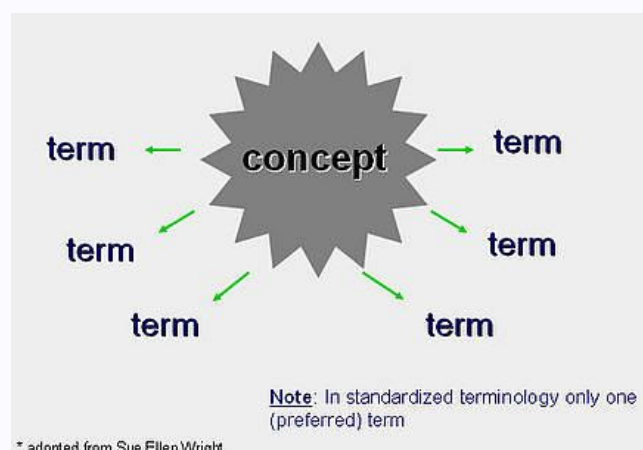 term
concept
term
term
term
term
term
Note: In standardized terminology only one
(preferred) term
* adopted from Sue Ellen Wright